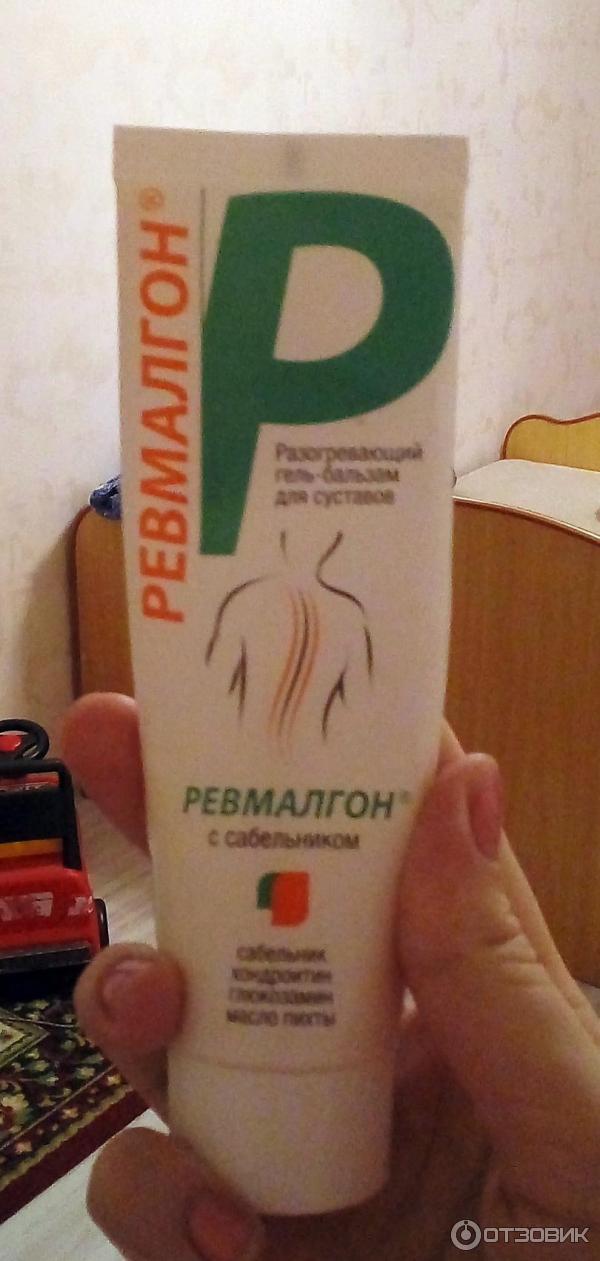 РЕВМАЛГОН®
Р
Разогревающий
гель-бальзам
для суставов
РЕВМАЛГОН®
с сабельником
сабельник
хондроитин
глюкозамин
масло пихты
ОТЗОВИК